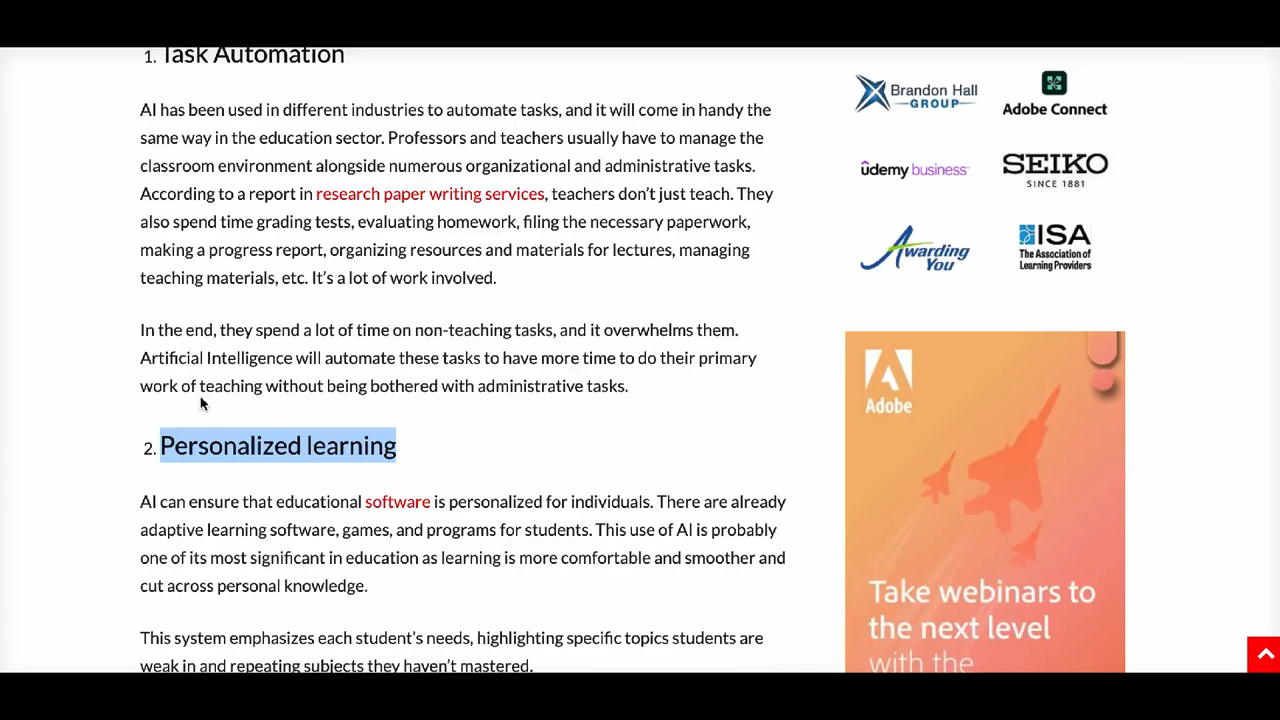 1. Task Automation
AI has been used in different industries to automate tasks, and it will come in handy the
same way in the education sector. Professors and teachers usually have to manage the
classroom environment alongside numerous organizational and administrative tasks.
According to a report in research paper writing services, teachers don't just teach. They
also spend time grading tests, evaluating homework, filing the necessary paperwork,
making a progress report, organizing resources and materials for lectures, managing
teaching materials, etc. It's a lot of work involved.
In the end, they spend a lot of time on non-teaching tasks, and it overwhelms them.
Artificial Intelligence will automate these tasks to have more time to do their primary
work of teaching without being bothered with administrative tasks.
2. Personalized learning
AI can ensure that educational software is personalized for individuals. There are already
adaptive learning software, games, and programs for students. This use of AI is probably
one of its most significant in education as learning is more comfortable and smoother and
cut across personal knowledge.
This system emphasizes each student's needs, highlighting specific topics students are
weak in and repeating subjects they haven't mastered.
Brandon Hall
GROUP
Adobe Connect
ûdemy business
SEIKO
SINCE 1881
Awarding
You
ISA
The Association of
Learning Providers
Adobe
Take webinars to
the next level
with the